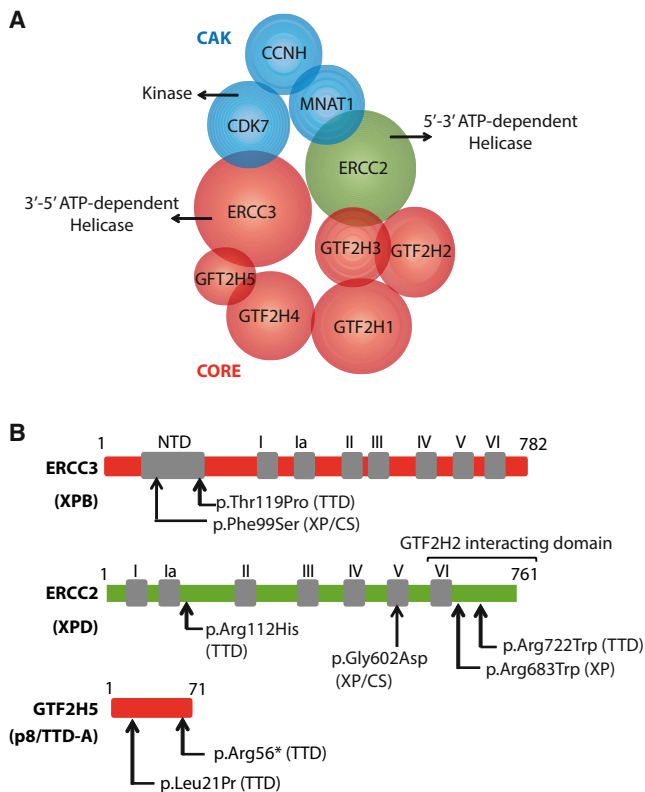 A
CAK
CCNH
Kinase
MNAT1
CDK7
5’-3’ ATP-dependent
Helicase
ERCC2
3’-5’ ATP-dependent
Helicase
ERCC3
GTF2H3
GTF2H2
GFT2H5
GTF2H4
GTF2H1
CORE
B
1 NTD I Ia II III IV V VI 782
ERCC3
(XPB)
p.Thr119Pro (TTD)
p.Phe99Ser (XP/CS)
GTF2H2 interacting domain
1 I Ia II III IV V VI 761
ERCC2
(XPD)
p.Arg112His
(TTD)
p.Gly602Asp
(XP/CS)
p.Arg722Trp (TTD)
p.Arg683Trp (XP)
1 71
GTF2H5
(p8/TTD-A)
p.Arg56* (TTD)
p.Leu21Pr (TTD)